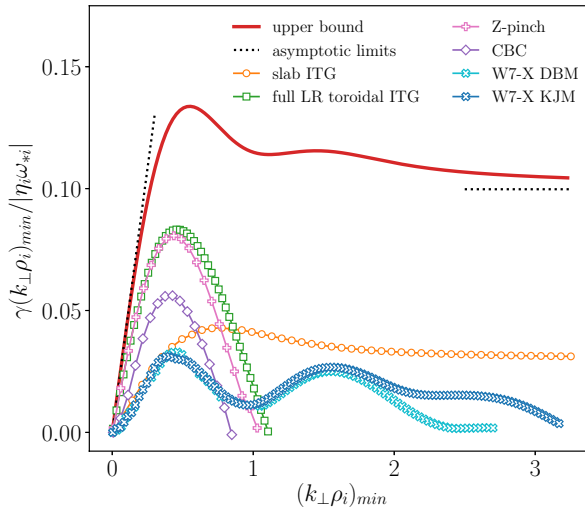 upper bound
asymptotic limits
slab ITG
full LR toroidal ITG
Z-pinch
CBC
W7-X DBM
W7-X KJM
0.15
0.10
0.05
0.00
γ(k⊥ρᵢ)ₘᵢₙ/|ηᵢω*ᵢ|
0
1
2
3
(k⊥ρᵢ)ₘᵢₙ